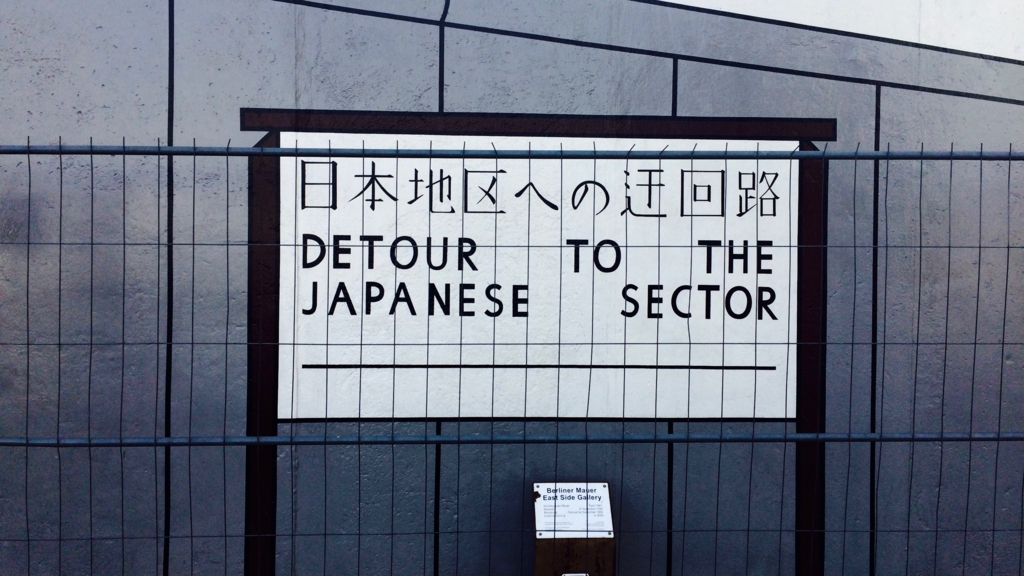 日本地区への迂回路
DETOUR TO THE
JAPANESE SECTOR
Berliner Mauer
East Side Gallery